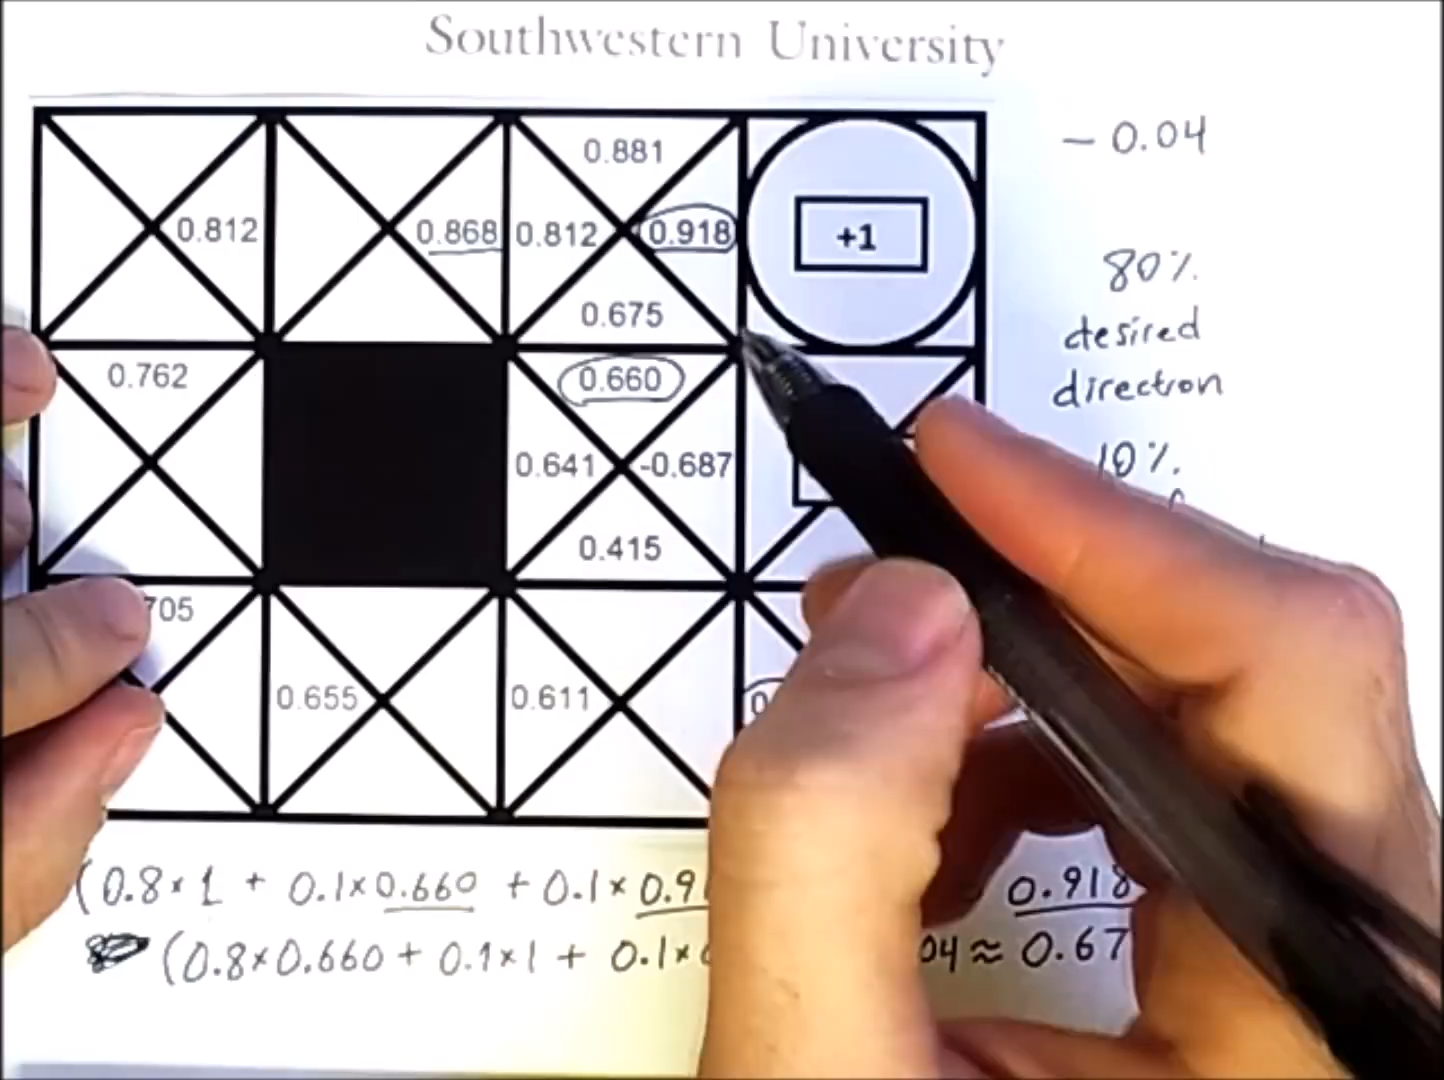 Southwestern University
- 0.04
0.881
0.812 0.868 0.812 0.918 +1
0.675
80%
desired
direction
0.762 0.660
10%
0.641 -0.687
0.415
705
0.655 0.611
(0.8×1 + 0.1×0.660 + 0.1×0.91 0.918
(0.8×0.660 + 0.1×1 + 0.1× 04 ≈ 0.67